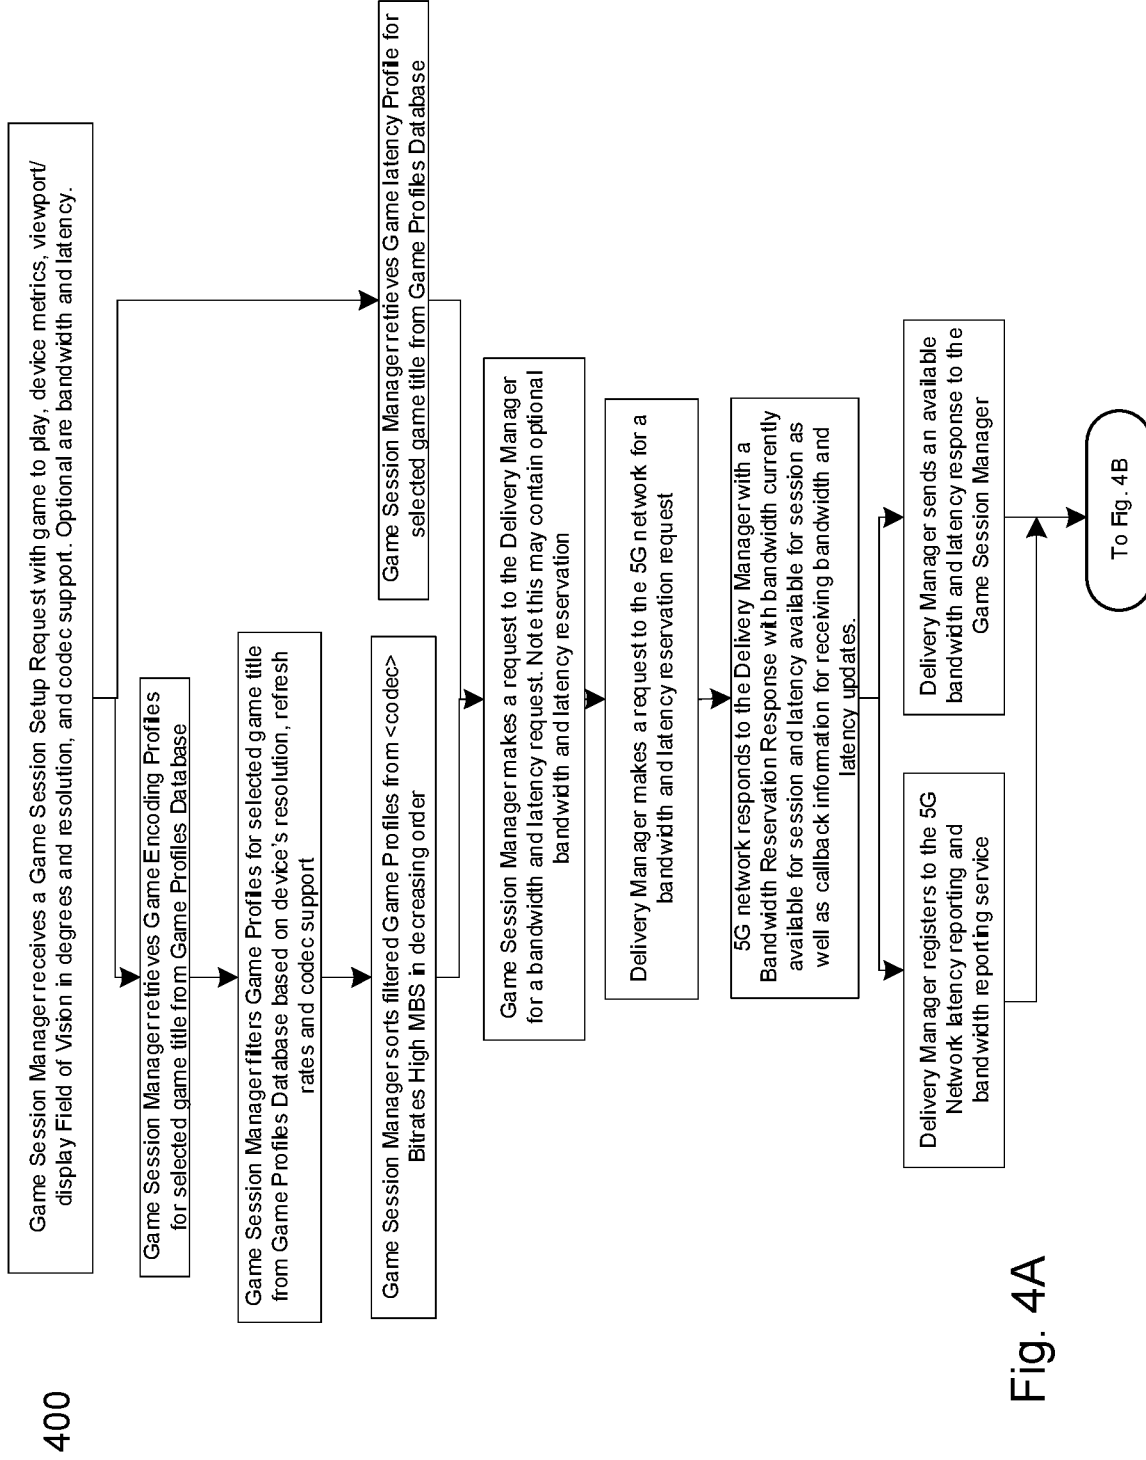 400
Game Session Manager receives a Game Session Setup Request with game to play, device metrics, viewport/
display Field of Vision in degrees and resolution, and codec support. Optional are bandwidth and latency.
Game Session Manager retrieves Game Encoding Profiles
for selected game title from Game Profiles Database
Game Session Manager filters Game Profiles for selected game title
from Game Profiles Database based on device's resolution, refresh
rates and codec support
Game Session Manager sorts filtered Game Profiles from <codec>
Bitrates High MBS in decreasing order
Game Session Manager retrieves Game latency Profile for
selected game title from Game Profiles Database
Game Session Manager makes a request to the Delivery Manager
for a bandwidth and latency request. Note this may contain optional
bandwidth and latency reservation
Delivery Manager makes a request to the 5G network for a
bandwidth and latency reservation request
5G network responds to the Delivery Manager with a
Bandwidth Reservation Response with bandwidth currently
available for session and latency available for session as
well as callback information for receiving bandwidth and
latency updates.
Delivery Manager registers to the 5G
Network latency reporting and
bandwidth reporting service
Delivery Manager sends an available
bandwidth and latency response to the
Game Session Manager
To Fig. 4B
Fig. 4A